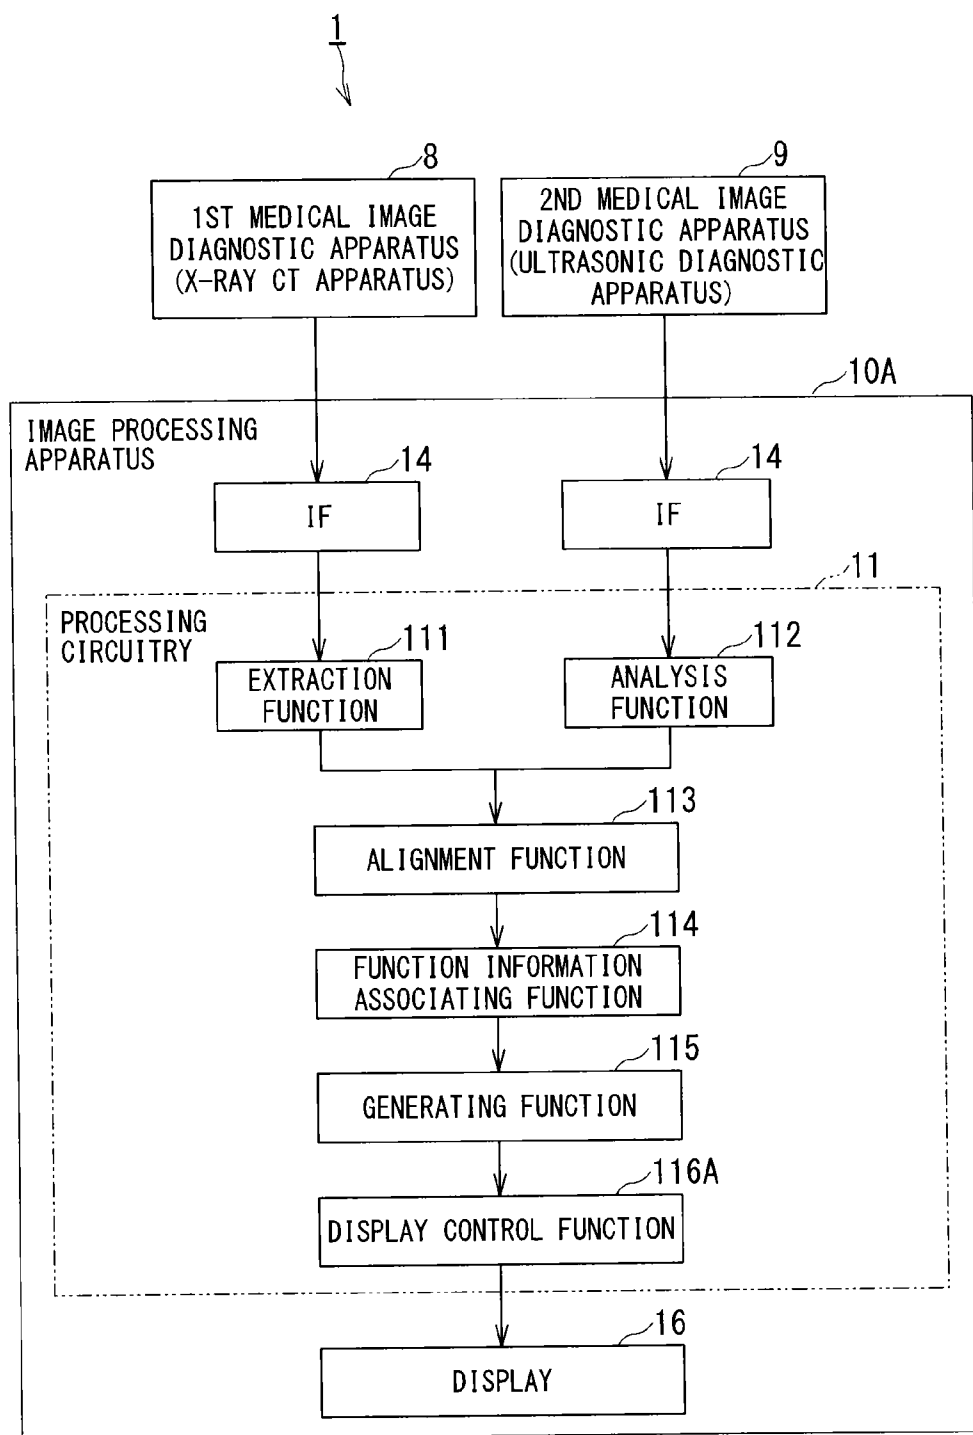 1
8
1ST MEDICAL IMAGE
DIAGNOSTIC APPARATUS
(X-RAY CT APPARATUS)
9
2ND MEDICAL IMAGE
DIAGNOSTIC APPARATUS
(ULTRASONIC DIAGNOSTIC
APPARATUS)
10A
IMAGE PROCESSING
APPARATUS
14
IF
14
IF
11
PROCESSING
CIRCUITRY
111
EXTRACTION
FUNCTION
112
ANALYSIS
FUNCTION
113
ALIGNMENT FUNCTION
114
FUNCTION INFORMATION
ASSOCIATING FUNCTION
115
GENERATING FUNCTION
116A
DISPLAY CONTROL FUNCTION
16
DISPLAY